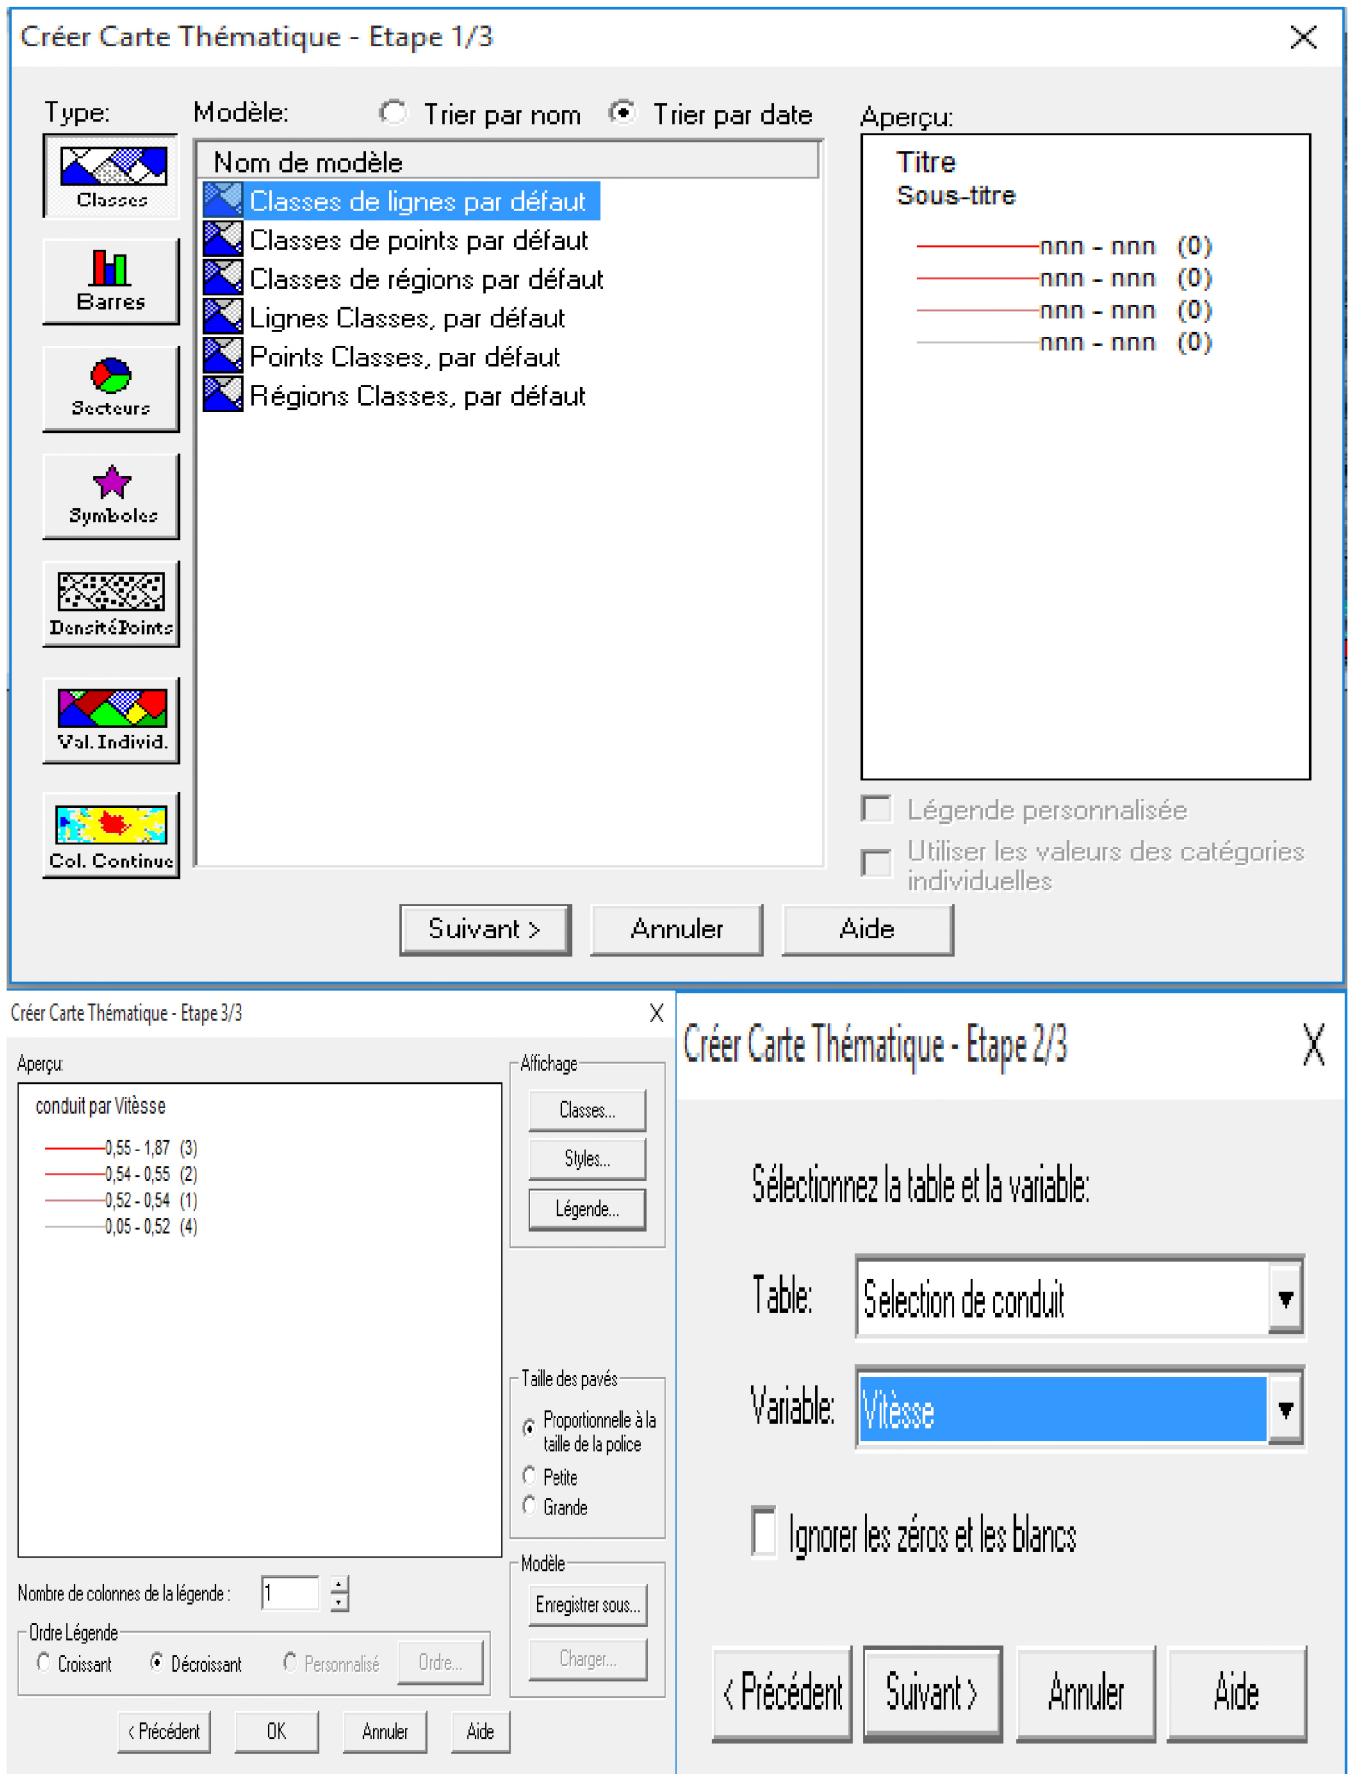 Créer Carte Thématique - Etape 1/3
Type:
Modèle:
Trier par nom
Trier par date
Aperçu:
Classes
Barres
Secteurs
Symboles
DensitéPoints
Val. Individ.
Col. Continue
Nom de modèle
Classes de lignes par défaut
Classes de points par défaut
Classes de régions par défaut
Lignes Classes, par défaut
Points Classes, par défaut
Régions Classes, par défaut
Titre
Sous-titre
nnn - nnn (0)
nnn - nnn (0)
nnn - nnn (0)
nnn - nnn (0)
Légende personnalisée
Utiliser les valeurs des catégories
individuelles
Suivant >
Annuler
Aide
Créer Carte Thématique - Etape 3/3
Aperçu:
conduit par Vitèsse
0,55 - 1,87 (3)
0,54 - 0,55 (2)
0,52 - 0,54 (1)
0,05 - 0,52 (4)
Affichage
Classes...
Styles...
Légende...
Taille des pavés
Proportionnelle à la
taille de la police
Petite
Grande
Modèle
Enregistrer sous...
Charger...
Nombre de colonnes de la légende :
1
Ordre Légende
Croissant
Décroissant
Personnalisé
Ordre...
< Précédent
OK
Annuler
Aide
Créer Carte Thématique - Etape 2/3
Sélectionnez la table et la variable:
Table:
Selection de conduit
Variable:
Vitèsse
Ignorer les zéros et les blancs
< Précédent
Suivant >
Annuler
Aide